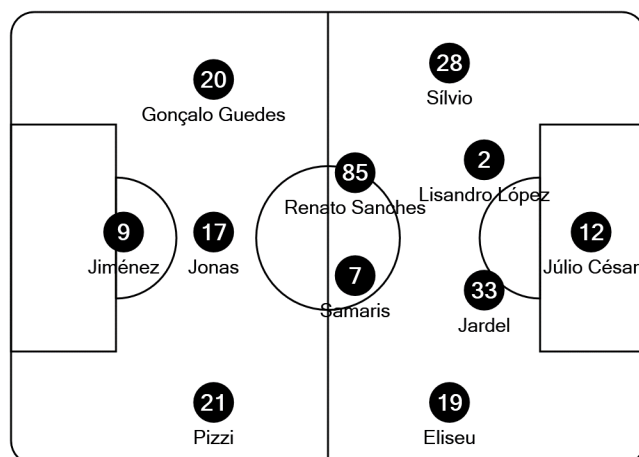 28
Sílvio
20
Gonçalo Guedes
2
Lisandro López
85
Renato Sanches
9
Jiménez
17
Jonas
12
Júlio César
7
Samaris
33
Jardel
21
Pizzi
19
Eliseu